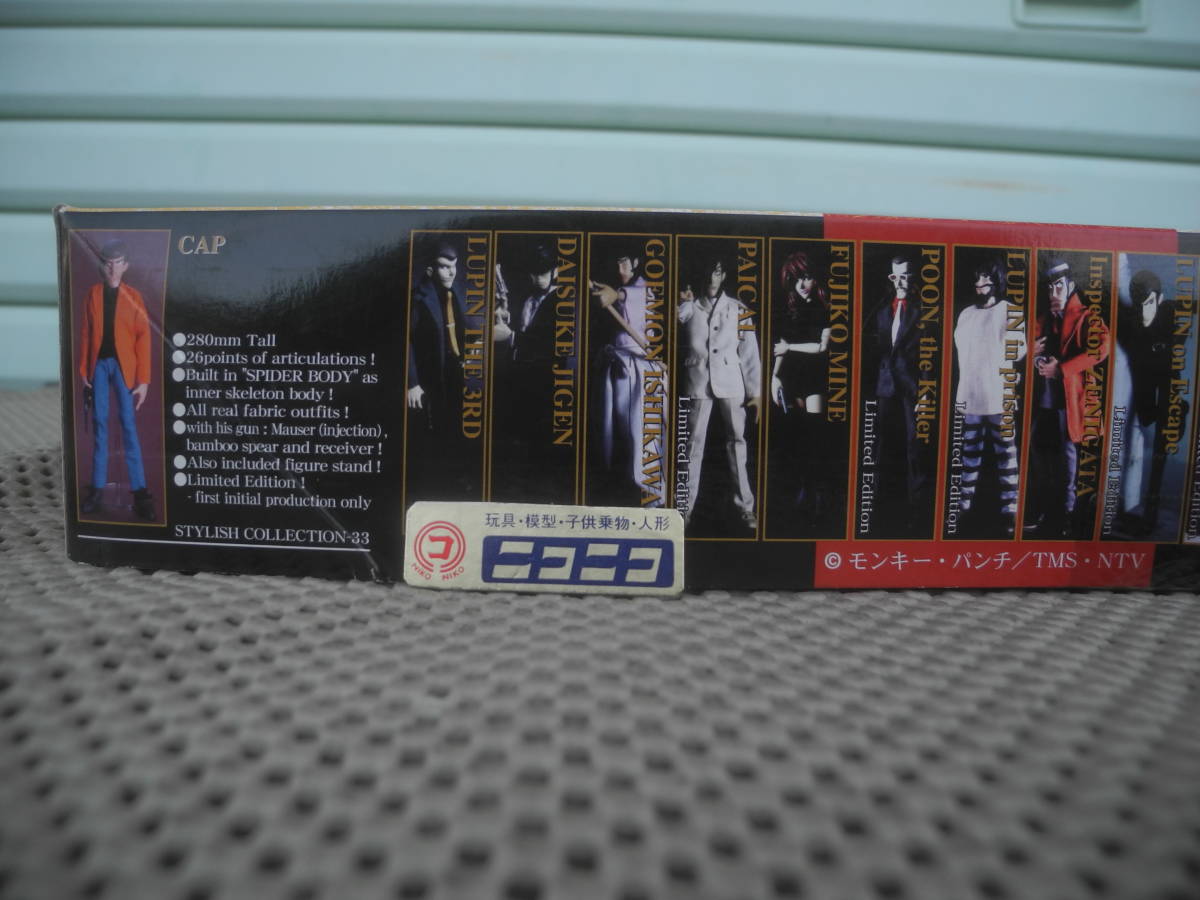 CAP
●280mm Tall
●26points of articulations !
●Built in "SPIDER BODY" as
inner skeleton body !
●All real fabric outfits !
●with his gun : Mauser (injection),
bamboo spear and receiver !
●Also included figure stand !
●Limited Edition !
- first initial production only
STYLISH COLLECTION-33
LUPIN THE 3RD
DAISUKE JIGEN
GOEMON ISHIKAWA
PAICAL
Limited Editi
FUJIKO MINE
POON, the Killer
Limited Edition
LUPIN in prison
Limited Edition
Inspector ZENIGATA
LUPIN on Escape
Limited Edition
玩具・模型・子供乗物・人形
コ
NIKO NIKO
ニコニコ
© モンキー・パンチ/TMS・NTV